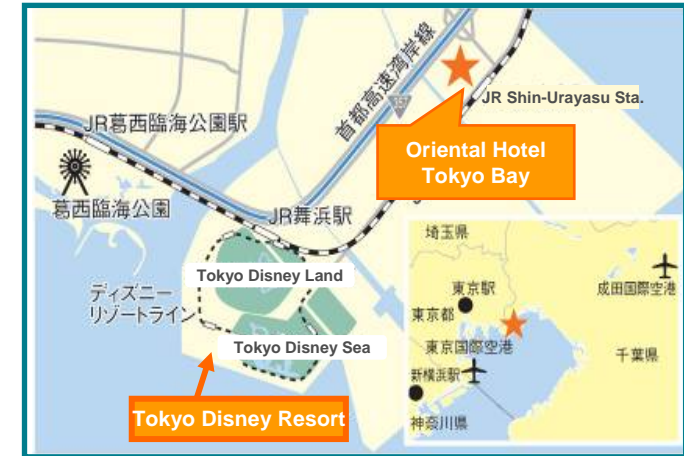 首都高速湾岸線
JR葛西臨海公園駅
JR Shin-Urayasu Sta.
Oriental Hotel
Tokyo Bay
葛西臨海公園
JR舞浜駅
Tokyo Disney Land
ディズニー
リゾートライン
Tokyo Disney Sea
Tokyo Disney Resort
埼玉県
東京駅
成田国際空港
東京都
東京国際空港
千葉県
新横浜駅
神奈川県